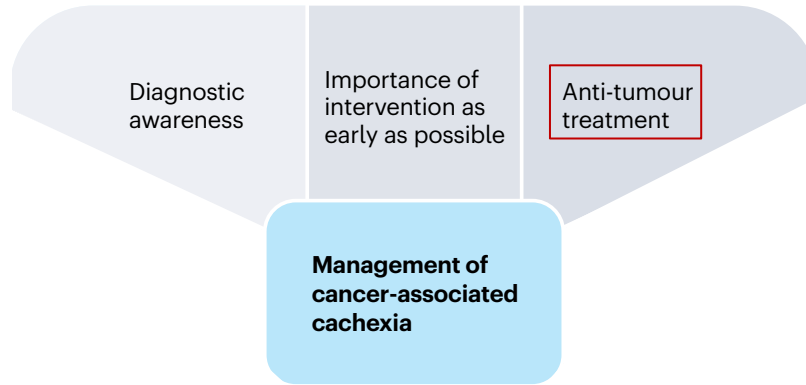 Diagnostic
awareness
Importance of
intervention as
early as possible
Anti-tumour
treatment
Management of
cancer-associated
cachexia